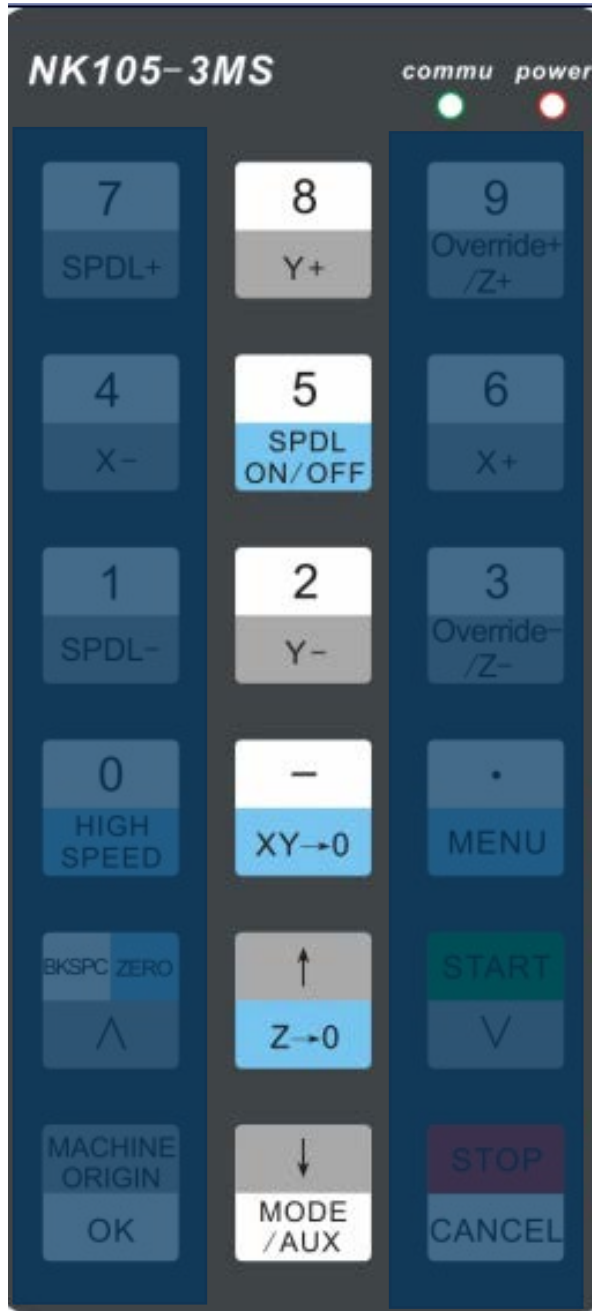 NK105-3MS
commu power
7
SPDL+
8
Y+
9
Override+
/Z+
4
X-
5
SPDL
ON/OFF
6
X+
1
SPDL-
2
Y-
3
Override-
/Z-
0
HIGH
SPEED
-
XY→0
.
MENU
BKSPC ZERO
∧
↑
Z→0
START
∨
MACHINE
ORIGIN
OK
↓
MODE
/AUX
STOP
CANCEL